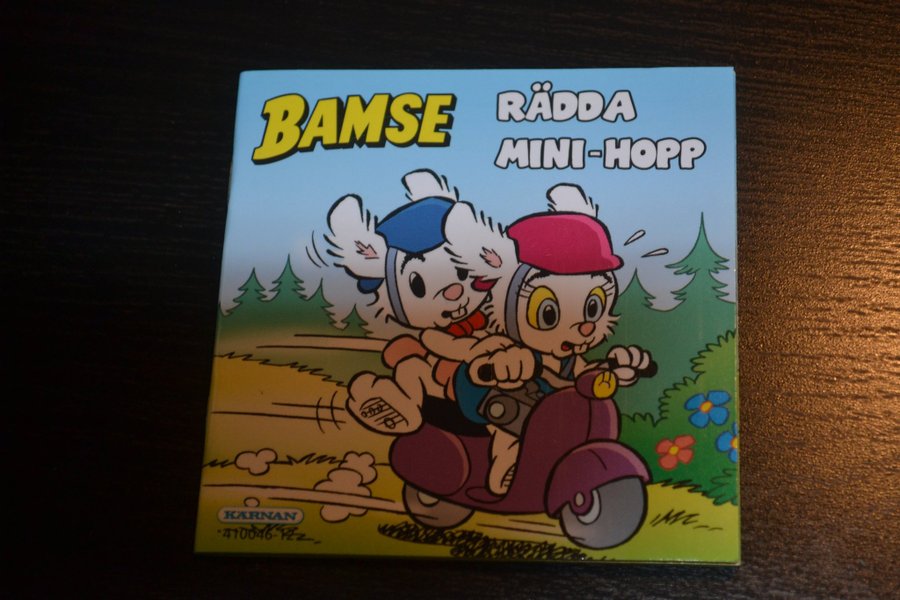 BAMSE
RÄDDA
MINI-HOPP
KÄRNAN